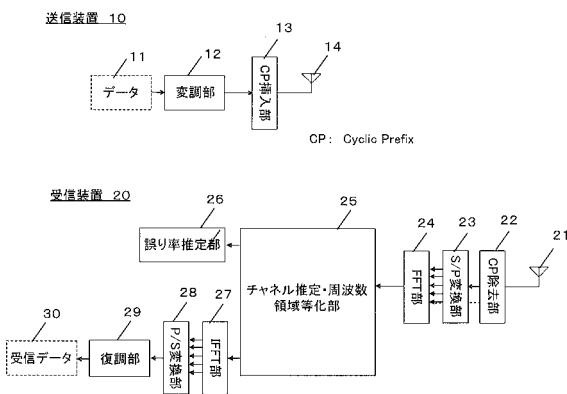 送信装置 10
11
12
13
14
データ
変調部
CP挿入部
CP: Cyclic Prefix
受信装置 20
26
25
24
23
22
21
誤り率推定部
チャネル推定・周波数
領域等化部
FFT部
S/P変換部
CP除去部
30
29
28
27
受信データ
復調部
P/S変換部
IFFT部